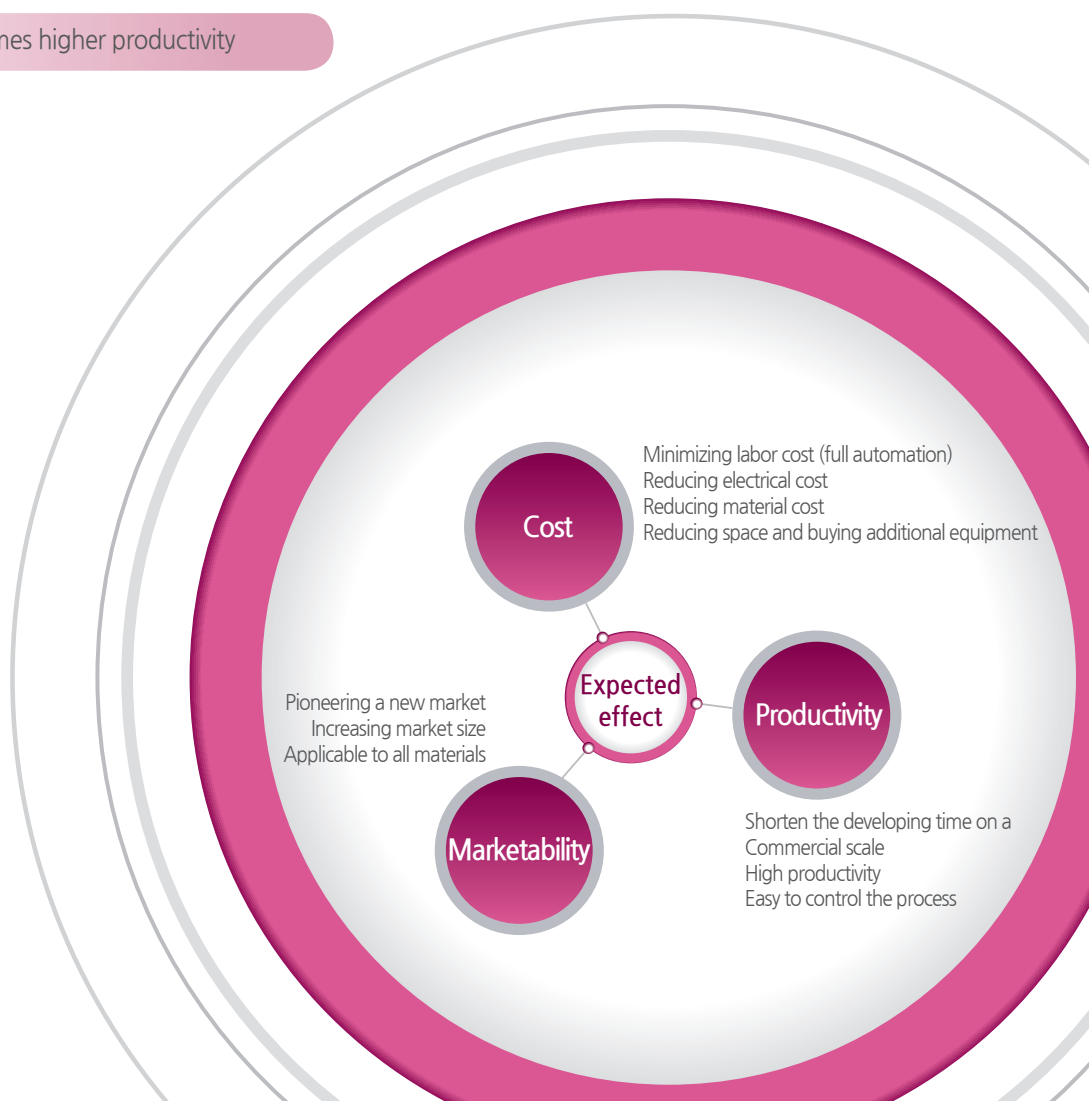 higher productivity
Minimizing labor cost (full automation)
Reducing electrical cost
Reducing material cost
Reducing space and buying additional equipment
Cost
Expected
effect
Productivity
Pioneering a new market
Increasing market size
Applicable to all materials
Marketability
Shorten the developing time on a
Commercial scale
High productivity
Easy to control the process